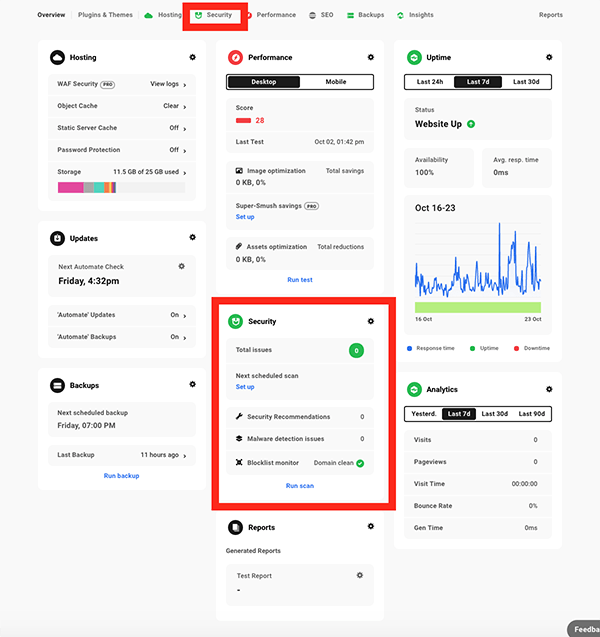 Overview Plugins & Themes Hosting Security Performance SEO Backups Insights Reports
Hosting
WAF Security PRO View logs
Object Cache Clear
Static Server Cache Off
Password Protection Off
Storage 11.5 GB of 25 GB used
Updates
Next Automate Check
Friday, 4:32pm
'Automate' Updates On
'Automate' Backups On
Backups
Next scheduled backup
Friday, 07:00 PM
Last Backup 11 hours ago
Run backup
Performance
Desktop Mobile
Score
28
Last Test Oct 02, 01:42 pm
Image optimization Total savings
0 KB, 0%
Super-Smush savings PRO
Set up
Assets optimization Total reductions
0 KB, 0%
Run test
Security
Total issues 0
Next scheduled scan
Set up
Security Recommendations 0
Malware detection issues 0
Blocklist monitor Domain clean
Run scan
Reports
Generated Reports
Test Report
-
Uptime
Last 24h Last 7d Last 30d
Status
Website Up
Availability
100%
Avg. resp. time
0ms
Oct 16-23
16 Oct 23 Oct
Response time Uptime Downtime
Analytics
Yesterd. Last 7d Last 30d Last 90d
Visits 0
Pageviews 0
Visit Time 00:00:00
Bounce Rate 0%
Gen Time 0ms
Feedba